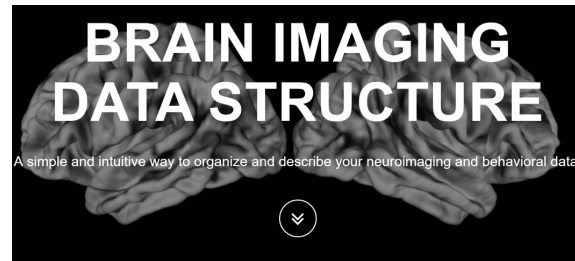 BRAIN IMAGING
DATA STRUCTURE
A simple and intuitive way to organize and describe your neuroimaging and behavioral data